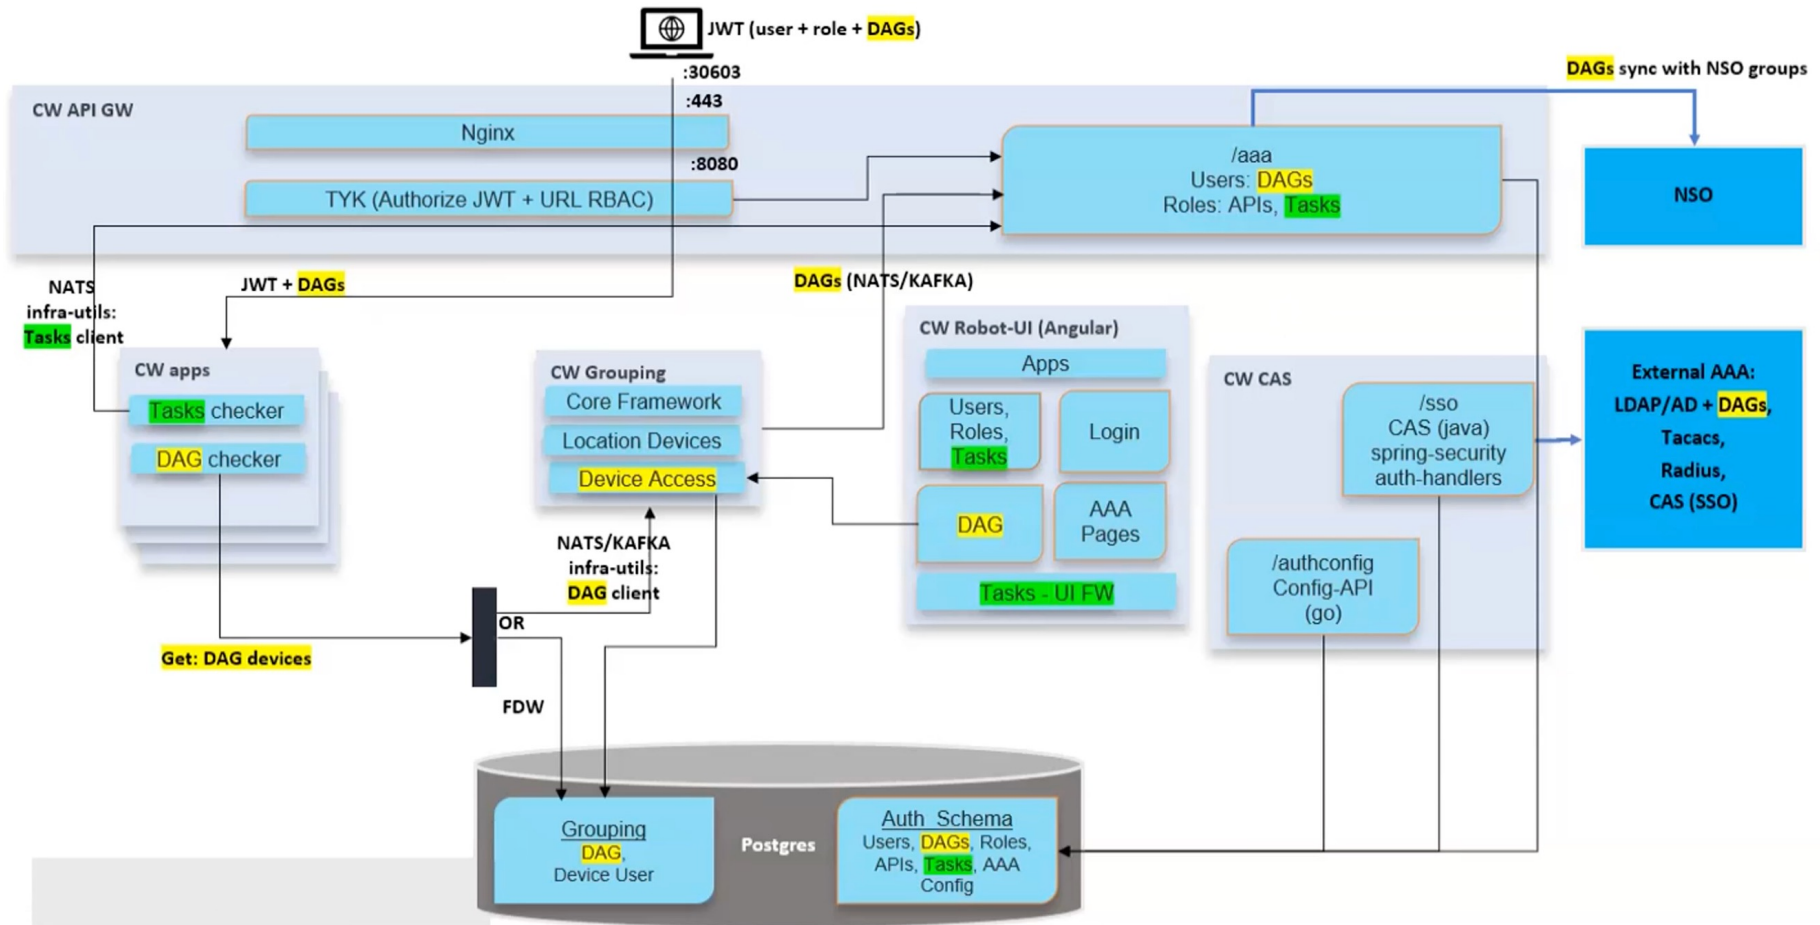 JWT (user + role + DAGs)
:30603
DAGs sync with NSO groups
CW API GW
:443
Nginx
:8080
TYK (Authorize JWT + URL RBAC)
/aaa
Users: DAGs
Roles: APIs, Tasks
NSO
NATS
infra-utils:
Tasks client
JWT + DAGs
DAGs (NATS/KAFKA)
CW apps
Tasks checker
DAG checker
CW Grouping
Core Framework
Location Devices
Device Access
CW Robot-UI (Angular)
Apps
Users,
Roles,
Tasks
Login
DAG
AAA
Pages
Tasks - UI FW
CW CAS
/sso
CAS (java)
spring-security
auth-handlers
/authconfig
Config-API
(go)
External AAA:
LDAP/AD + DAGs,
Tacacs,
Radius,
CAS (SSO)
NATS/KAFKA
infra-utils:
DAG client
OR
Get: DAG devices
FDW
Grouping
DAG,
Device User
Postgres
Auth Schema
Users, DAGs, Roles,
APIs, Tasks, AAA
Config